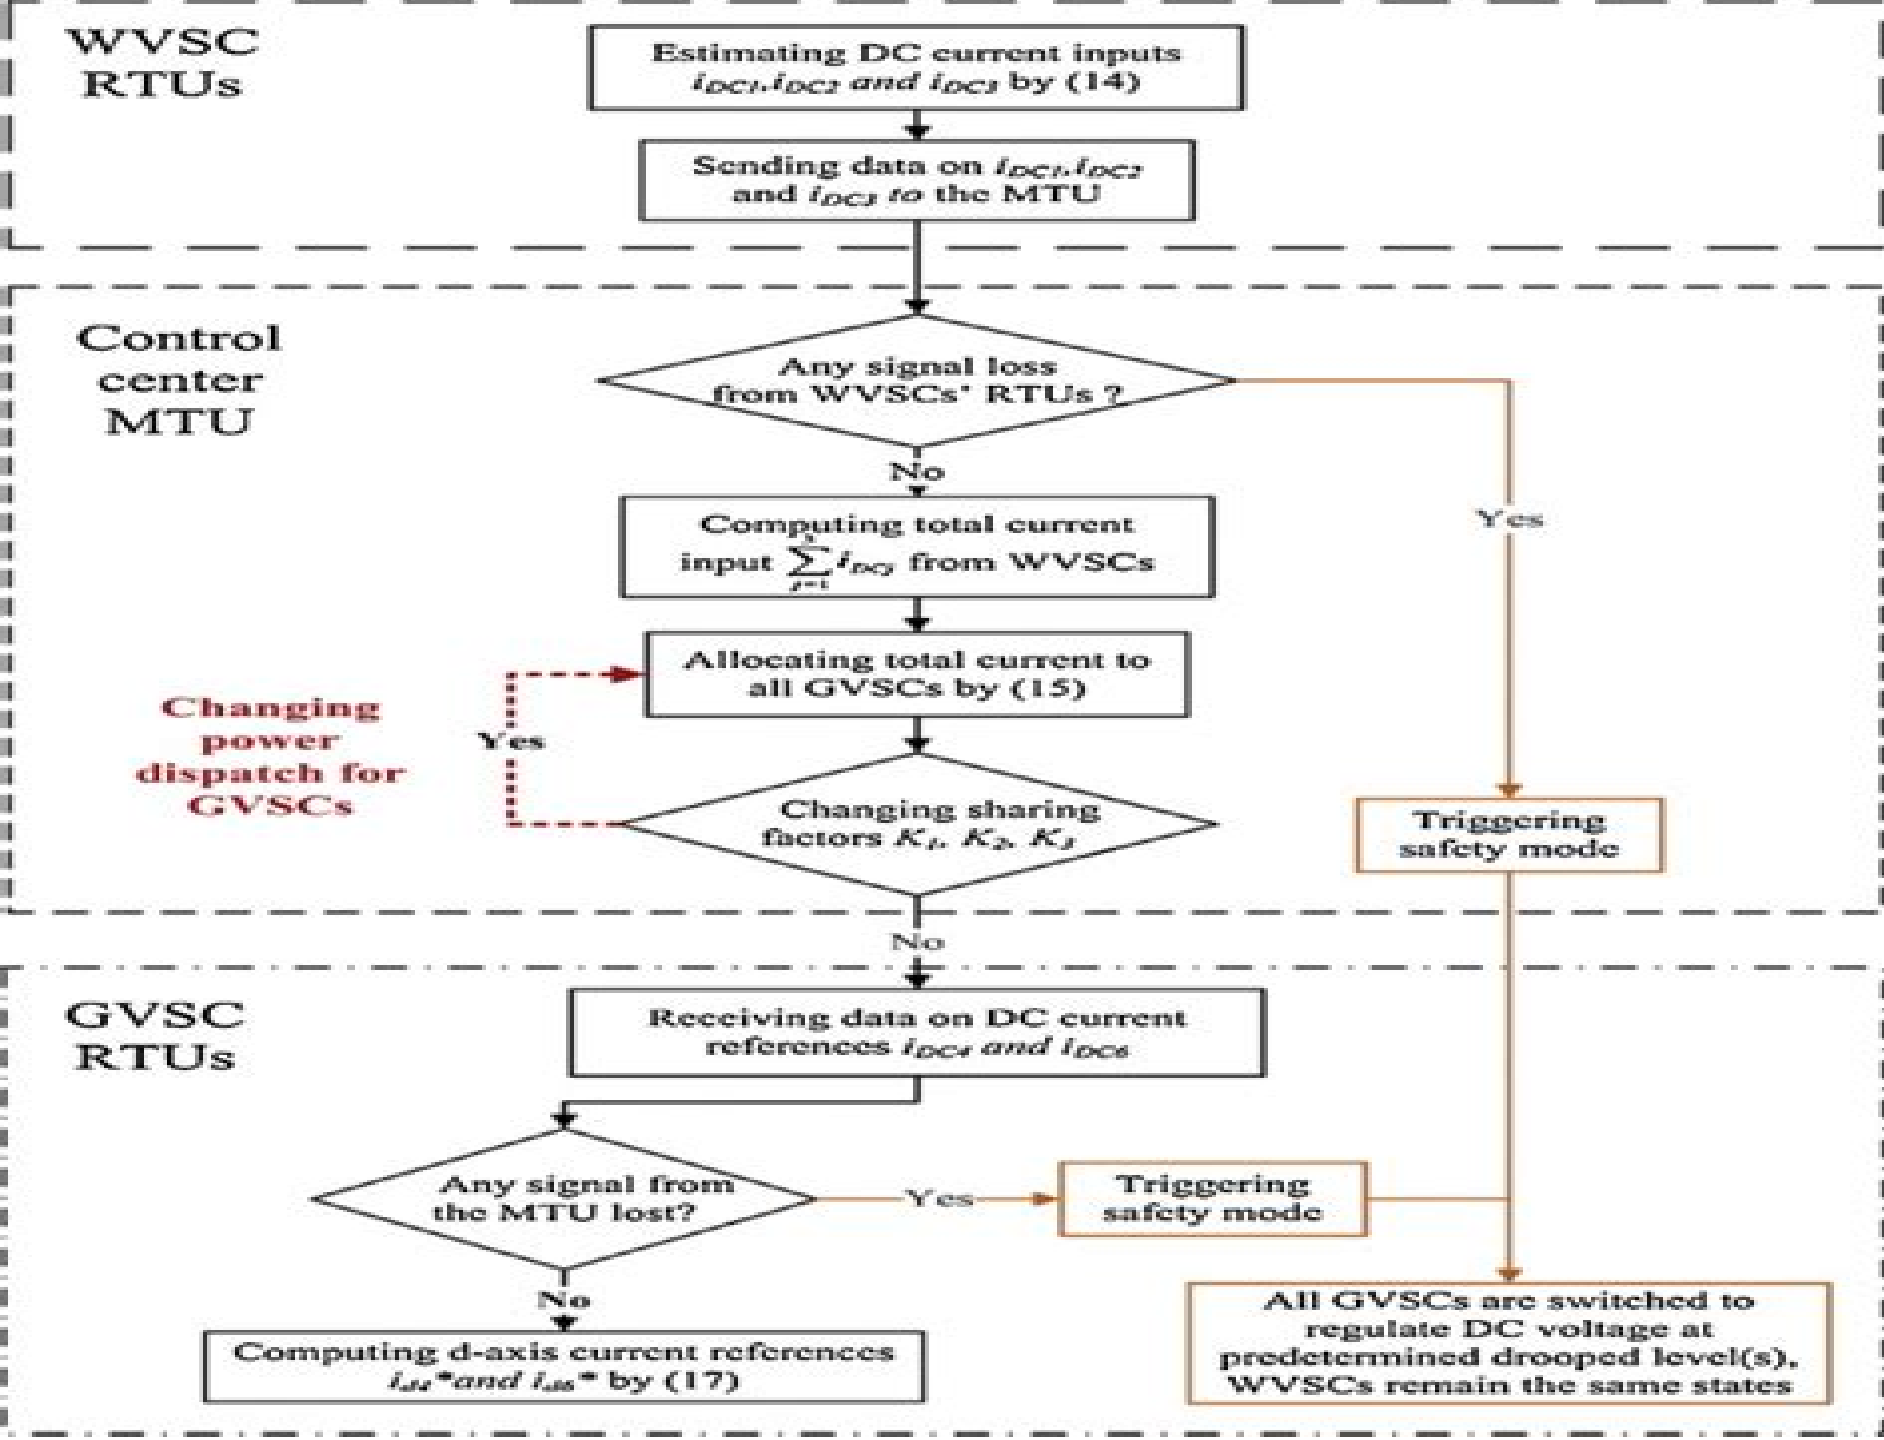 WVSC
RTUs
Estimating DC current inputs
iDC1,iDC2 and iDC3 by (14)
Sending data on iDC1,iDC2
and iDC3 to the MTU
Control
center
MTU
Any signal loss
from WVSCs' RTUs ?
No
Yes
Computing total current
input ∑ iDCj from WVSCs
j=1
Allocating total current to
all GVSCs by (15)
Changing
power
dispatch for
GVSCs
Yes
Changing sharing
factors K1, K2, K3
Triggering
safety mode
No
GVSC
RTUs
Receiving data on DC current
references iDC4 and iDC6
Any signal from
the MTU lost?
Yes
Triggering
safety mode
No
Computing d-axis current references
id4*and id6* by (17)
All GVSCs are switched to
regulate DC voltage at
predetermined drooped level(s),
WVSCs remain the same states